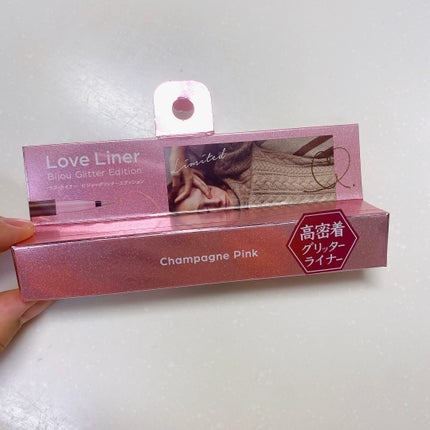 Love Liner
Bijou Glitter Edition
ラブ・ライナー ビジューグリッターエディション
Limited
Champagne Pink
高密着
グリッター
ライナー